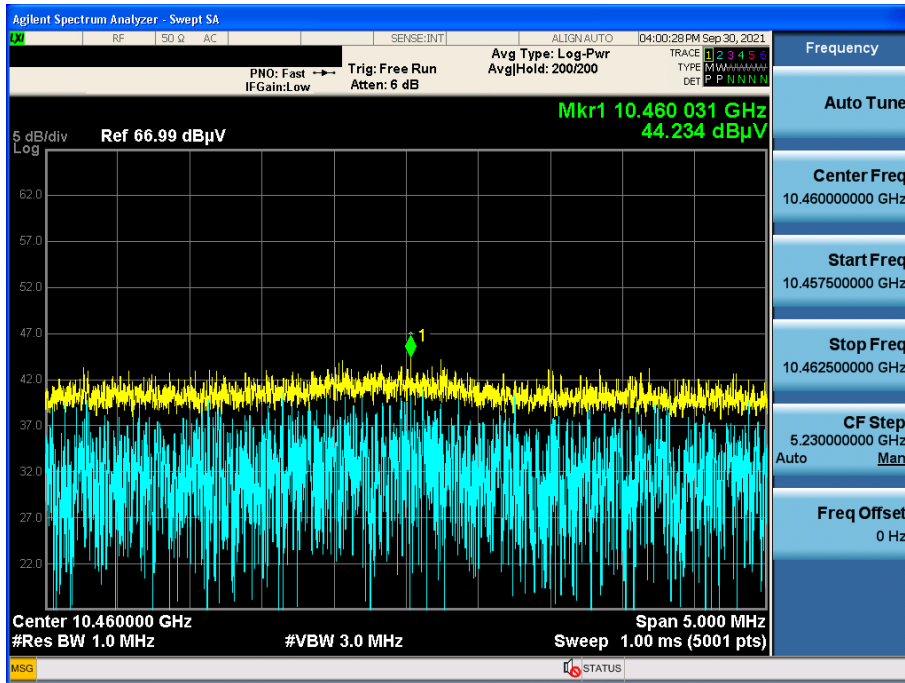 Agilent Spectrum Analyzer - Swept SA
LXI RF 50 Ω AC SENSE:INT ALIGN AUTO 04:00:28 PM Sep 30, 2021
Frequency
PNO: Fast Trig: Free Run Avg Type: Log-Pwr TRACE 1 2 3 4 5 6
IFGain:Low Atten: 6 dB Avg|Hold: 200/200 TYPE M W W W W W
DET P P N N N N
Auto Tune
Mkr1 10.460 031 GHz
44.234 dBµV
5 dB/div Ref 66.99 dBµV
Log
62.0
57.0
52.0
47.0
42.0
37.0
32.0
27.0
22.0
1
Center Freq
10.460000000 GHz
Start Freq
10.457500000 GHz
Stop Freq
10.462500000 GHz
CF Step
5.230000000 GHz
Auto Man
Freq Offset
0 Hz
Center 10.460000 GHz Span 5.000 MHz
#Res BW 1.0 MHz #VBW 3.0 MHz Sweep 1.00 ms (5001 pts)
MSG STATUS